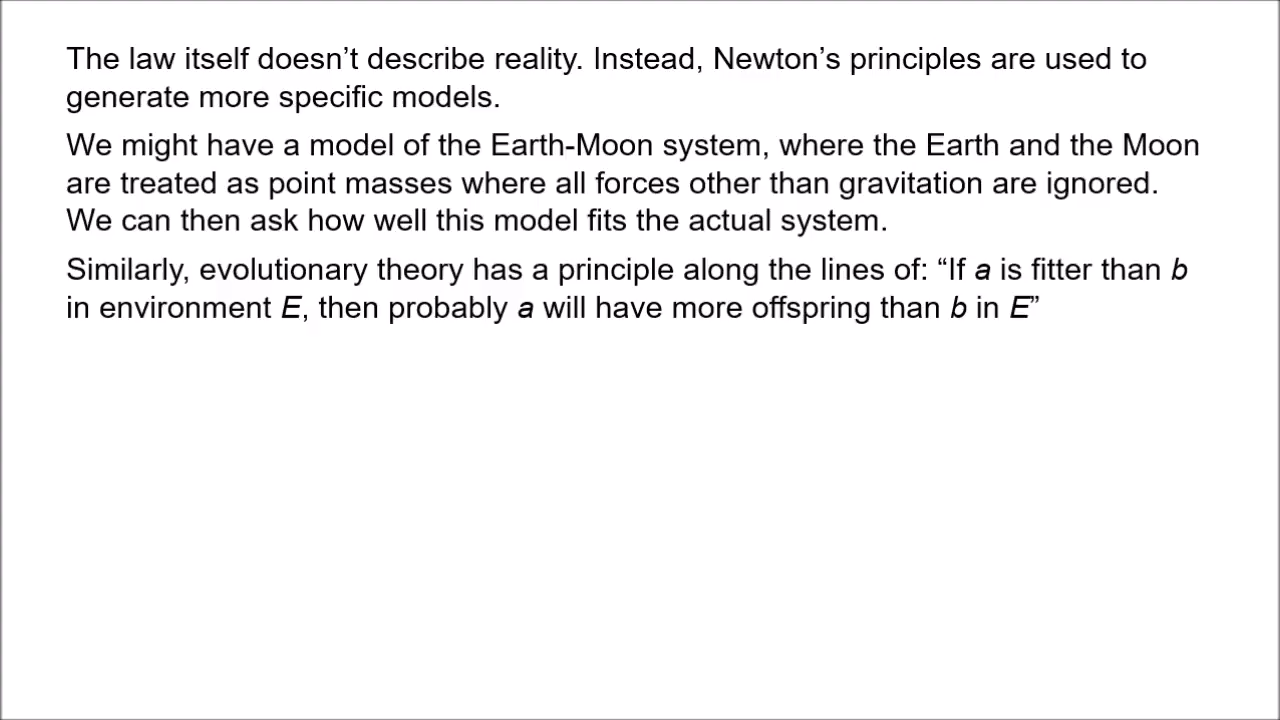 The law itself doesn’t describe reality. Instead, Newton’s principles are used to
generate more specific models.
We might have a model of the Earth-Moon system, where the Earth and the Moon
are treated as point masses where all forces other than gravitation are ignored.
We can then ask how well this model fits the actual system.
Similarly, evolutionary theory has a principle along the lines of: “If a is fitter than b
in environment E, then probably a will have more offspring than b in E”